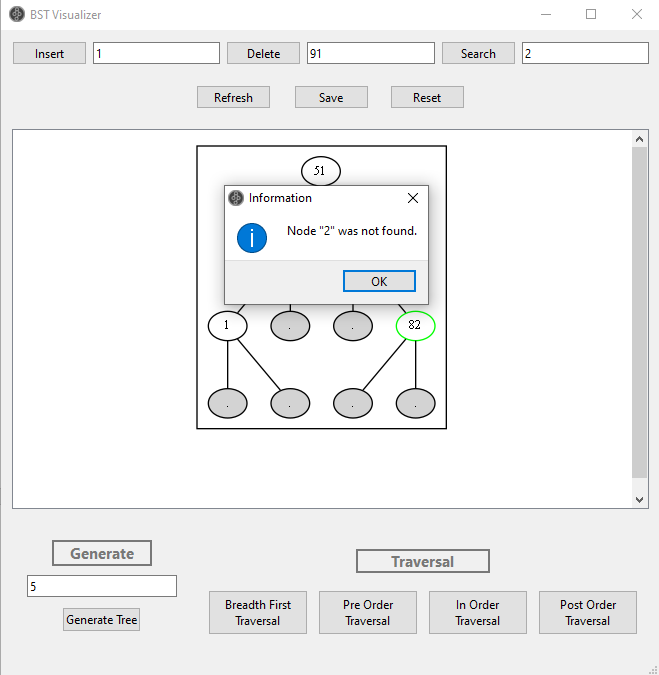 BST Visualizer
Insert 1 Delete 91 Search 2
Refresh Save Reset
51
Information
Node "2" was not found.
i
OK
1 . . 82
. . . .
Generate
Traversal
5
Generate Tree
Breadth First Traversal
Pre Order Traversal
In Order Traversal
Post Order Traversal